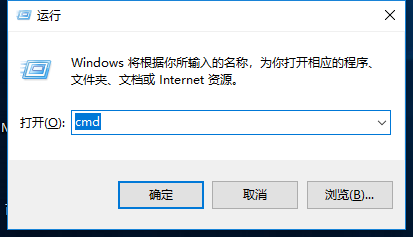 运行
Windows 将根据你所输入的名称，为你打开相应的程序、
文件夹、文档或 Internet 资源。
打开(O): cmd
确定 取消 浏览(B)...